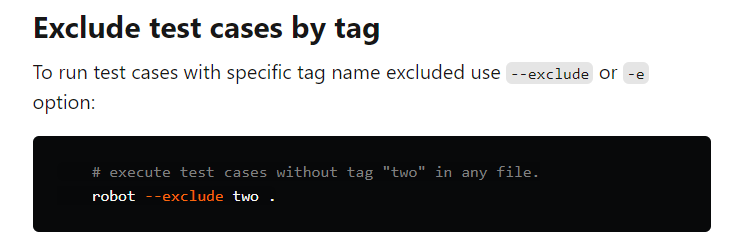 Exclude test cases by tag
To run test cases with specific tag name excluded use --exclude or -e
option:
# execute test cases without tag "two" in any file.
robot --exclude two .